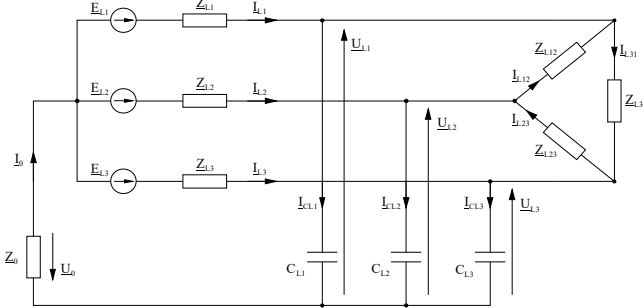 E_L1 Z_L1 I_L1
U_L1
Z_L12 I_L31
I_L12
E_L2 Z_L2 I_L2
Z_L3
U_L2 I_L23
Z_L23
I_0
E_L3 Z_L3 I_L3
I_CL1 I_CL2 I_CL3 U_L3
Z_0 U_0
C_L1 C_L2 C_L3